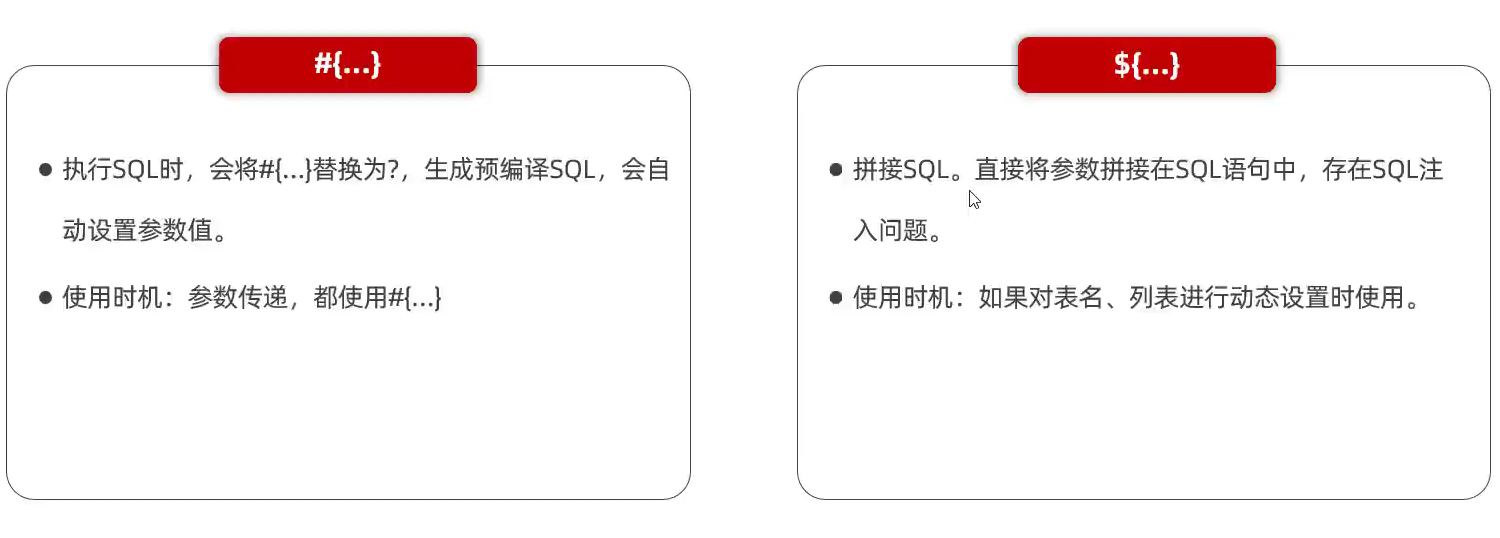 #{...}
执行SQL时，会将#{...}替换为?，生成预编译SQL，会自
动设置参数值。
使用时机：参数传递，都使用#{...}
${...}
拼接SQL。直接将参数拼接在SQL语句中，存在SQL注
入问题。
使用时机：如果对表名、列表进行动态设置时使用。